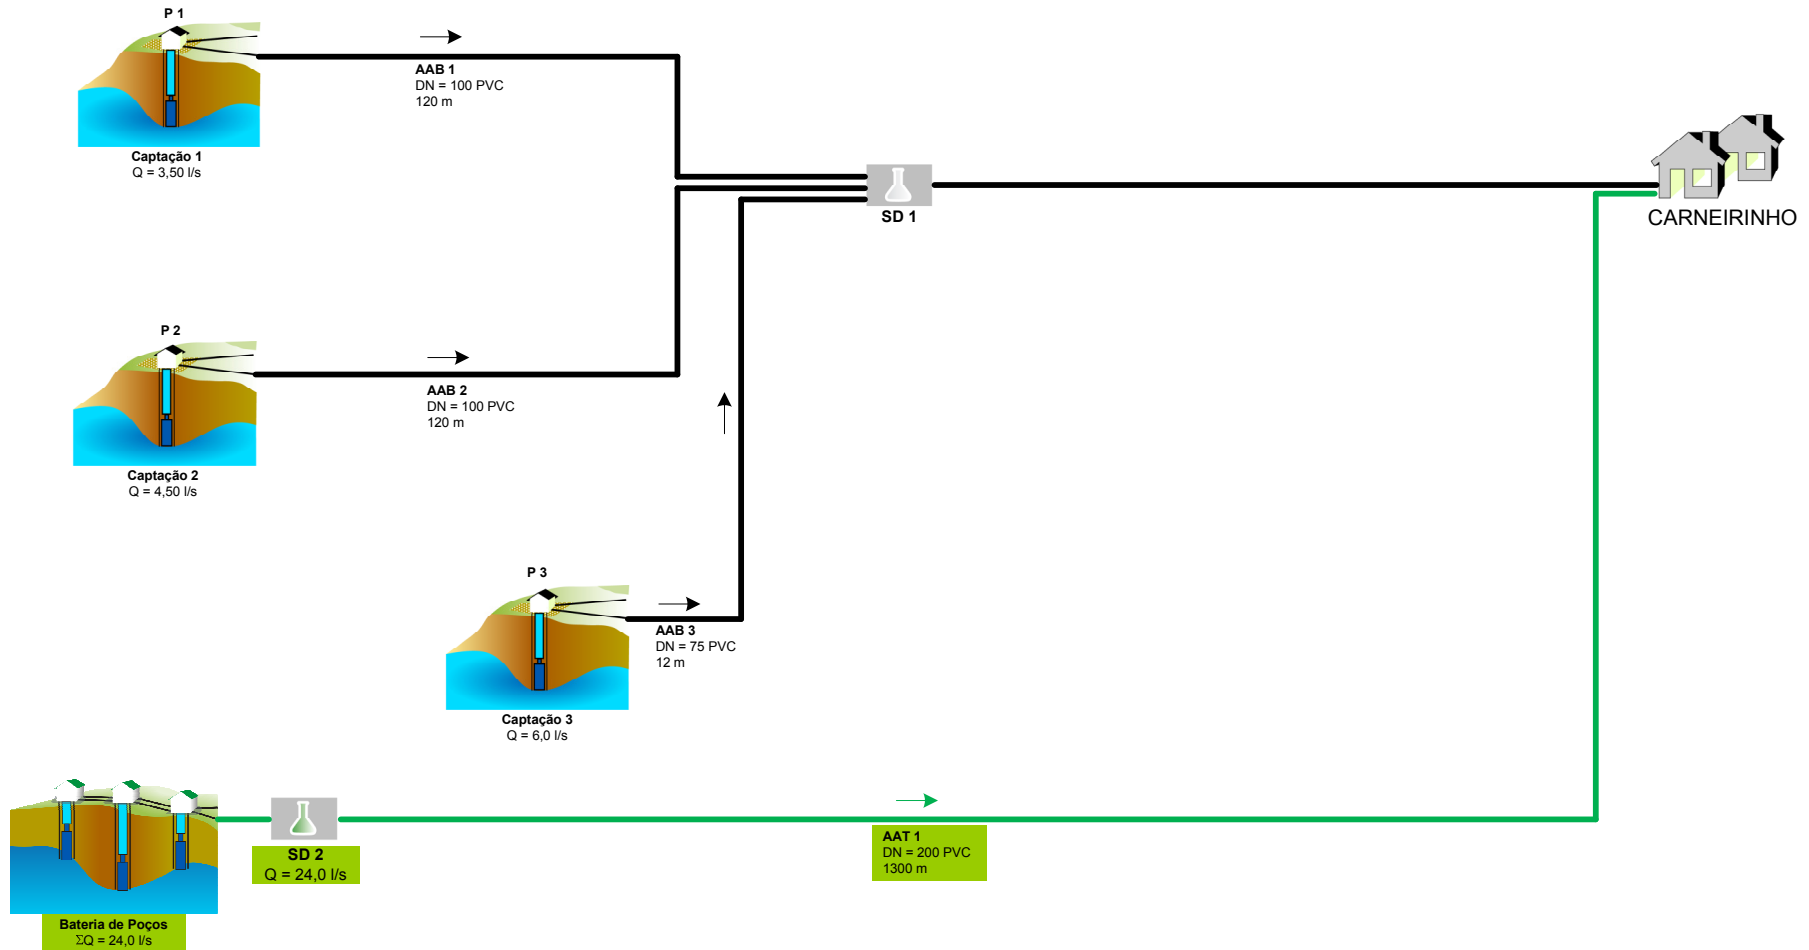 P 1
AAB 1
DN = 100 PVC
120 m
Captação 1
Q = 3,50 l/s
SD 1
CARNEIRINHO
P 2
AAB 2
DN = 100 PVC
120 m
Captação 2
Q = 4,50 l/s
P 3
AAB 3
DN = 75 PVC
12 m
Captação 3
Q = 6,0 l/s
SD 2
Q = 24,0 l/s
AAT 1
DN = 200 PVC
1300 m
Bateria de Poços
ΣQ = 24,0 l/s